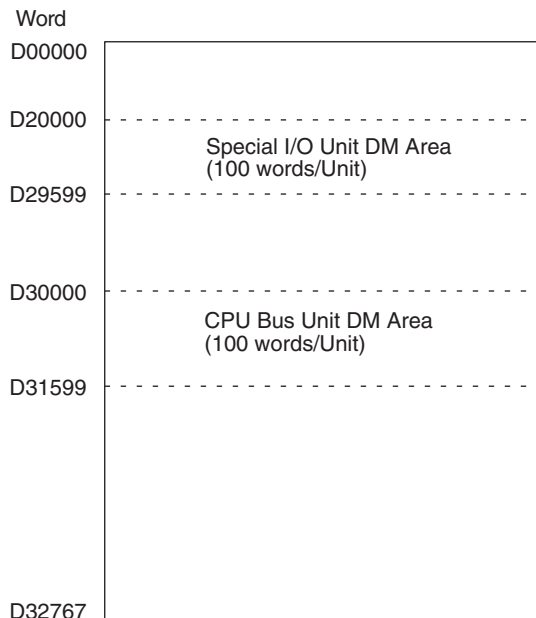 Word
D00000
D20000
Special I/O Unit DM Area
(100 words/Unit)
D29599
D30000
CPU Bus Unit DM Area
(100 words/Unit)
D31599
D32767